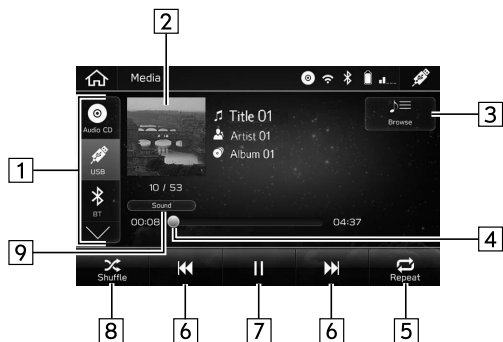 2
Media
Title 01
Artist 01
Album 01
Browse
3
Audio CD
USB
BT
1
10 / 53
Sound
00:08
04:37
4
9
Shuffle
Repeat
8
6
7
6
5